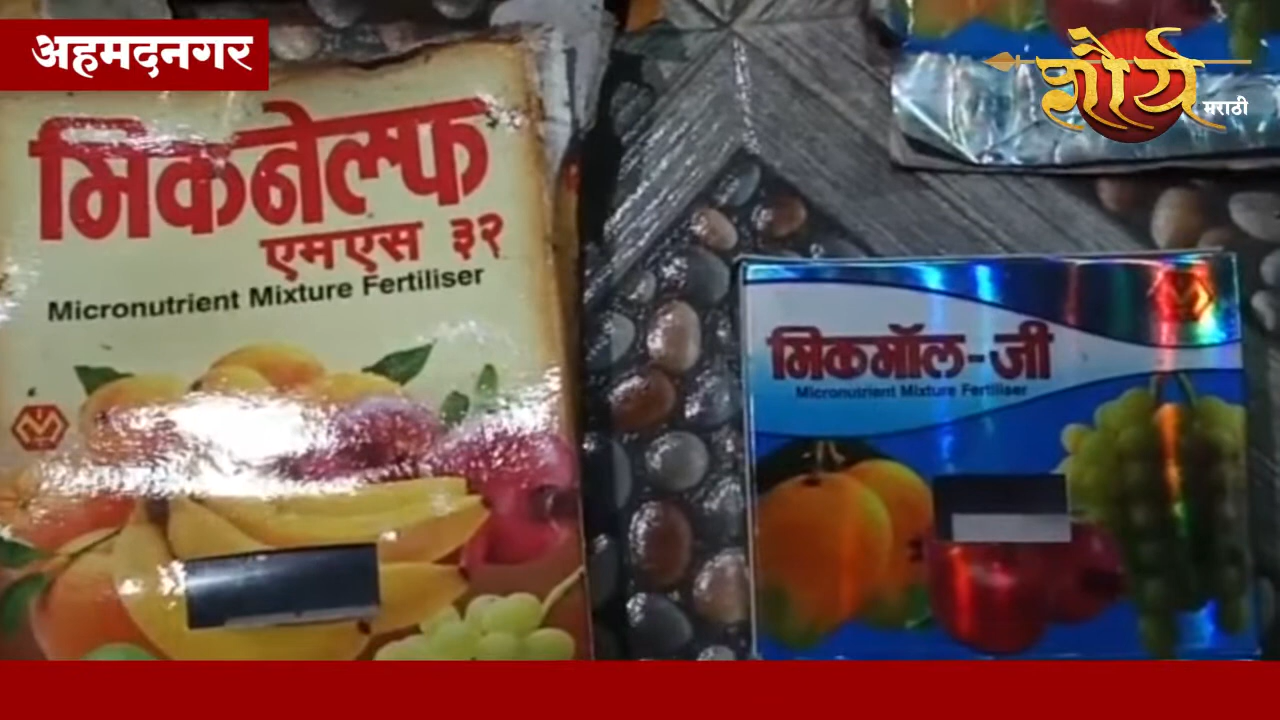 अहमदनगर
शौर्य
मराठी
मिकनेल्फ
एमएस ३२
Micronutrient Mixture Fertiliser
मिकमॉल-जी
Micronutrient Mixture Fertiliser